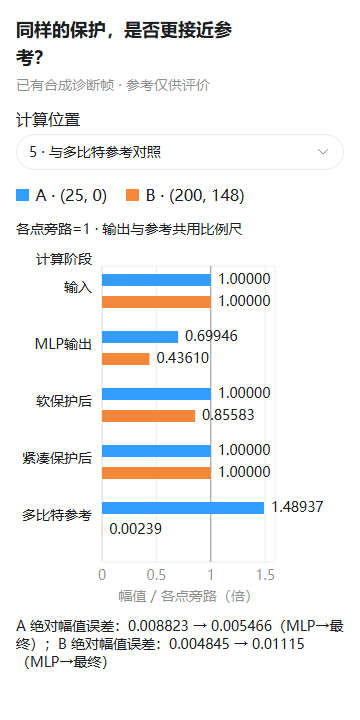 同样的保护，是否更接近参
考？
已有合成诊断帧 · 参考仅供评价
计算位置
5 · 与多比特参考对照
A · (25, 0) B · (200, 148)
各点旁路=1 · 输出与参考共用比例尺
计算阶段
输入 1.00000
1.00000
MLP输出 0.69946
0.43610
软保护后 1.00000
0.85583
紧凑保护后 1.00000
1.00000
多比特参考 1.48937
0.00239
0 0.5 1 1.5
幅值 / 各点旁路（倍）
A 绝对幅值误差：0.008823 → 0.005466（MLP→最
终）；B 绝对幅值误差：0.004845 → 0.01115
（MLP→最终）